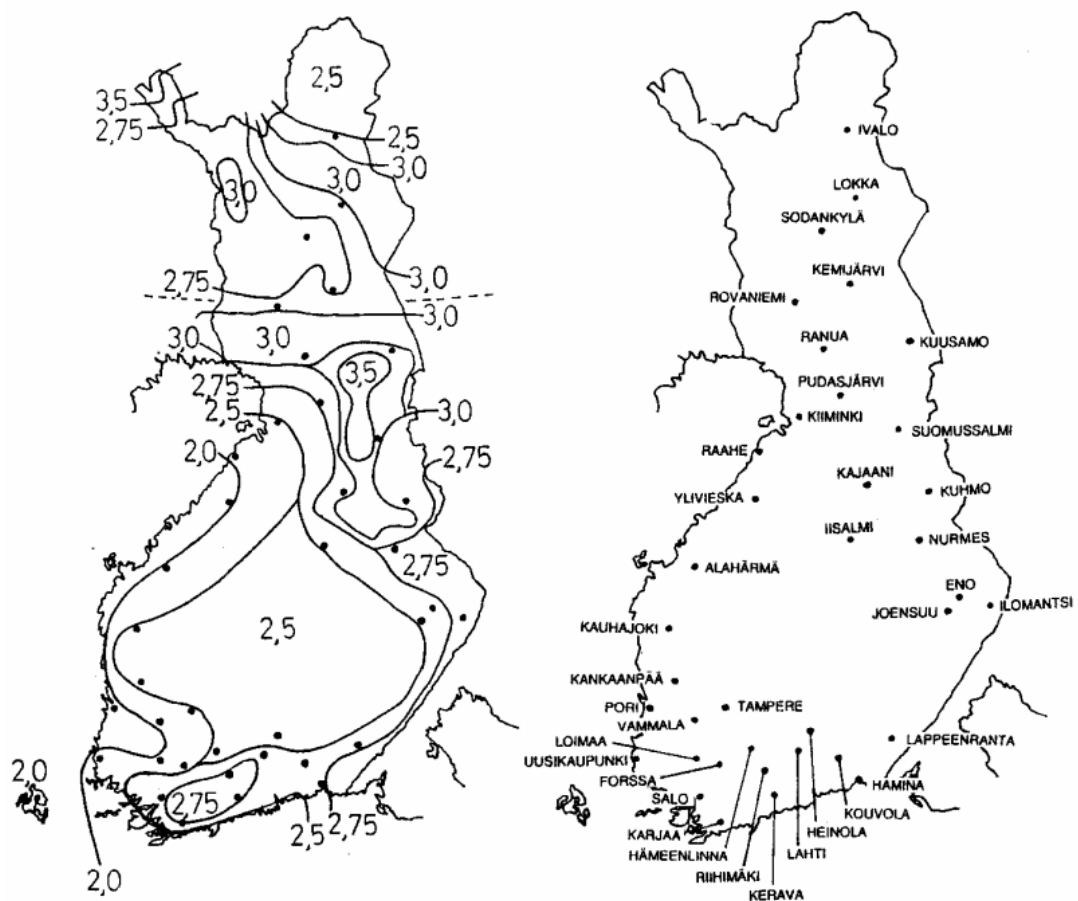 2,5
3,5
2,75
2,5
3,0
3,0
3,0
2,75
3,0
3,0
3,0
3,0
2,75
3,5
2,5
3,0
2,0
2,75
2,75
2,5
2,75
2,0
2,5
2,75
2,0
IVALO
LOKKA
SODANKYLÄ
KEMIJÄRVI
ROVANIEMI
RANUA
KUUSAMO
PUDASJÄRVI
KIIMINKI
SUOMUSSALMI
RAAHE
KAJAANI
YLIVIESKA
KUHMO
IISALMI
NURMES
ALAHÄRMÄ
ENO
JOENSUU
ILOMANTSI
KAUHAJOKI
KANKAANPÄÄ
PORI
TAMPERE
VAMMALA
LOIMAA
LAPPEENRANTA
UUSIKAUPUNKI
FORSSA
HAMINA
SALO
KOUVOLA
KARJAA
HEINOLA
HÄMEENLINNA
LAHTI
RIIHIMÄKI
KERAVA